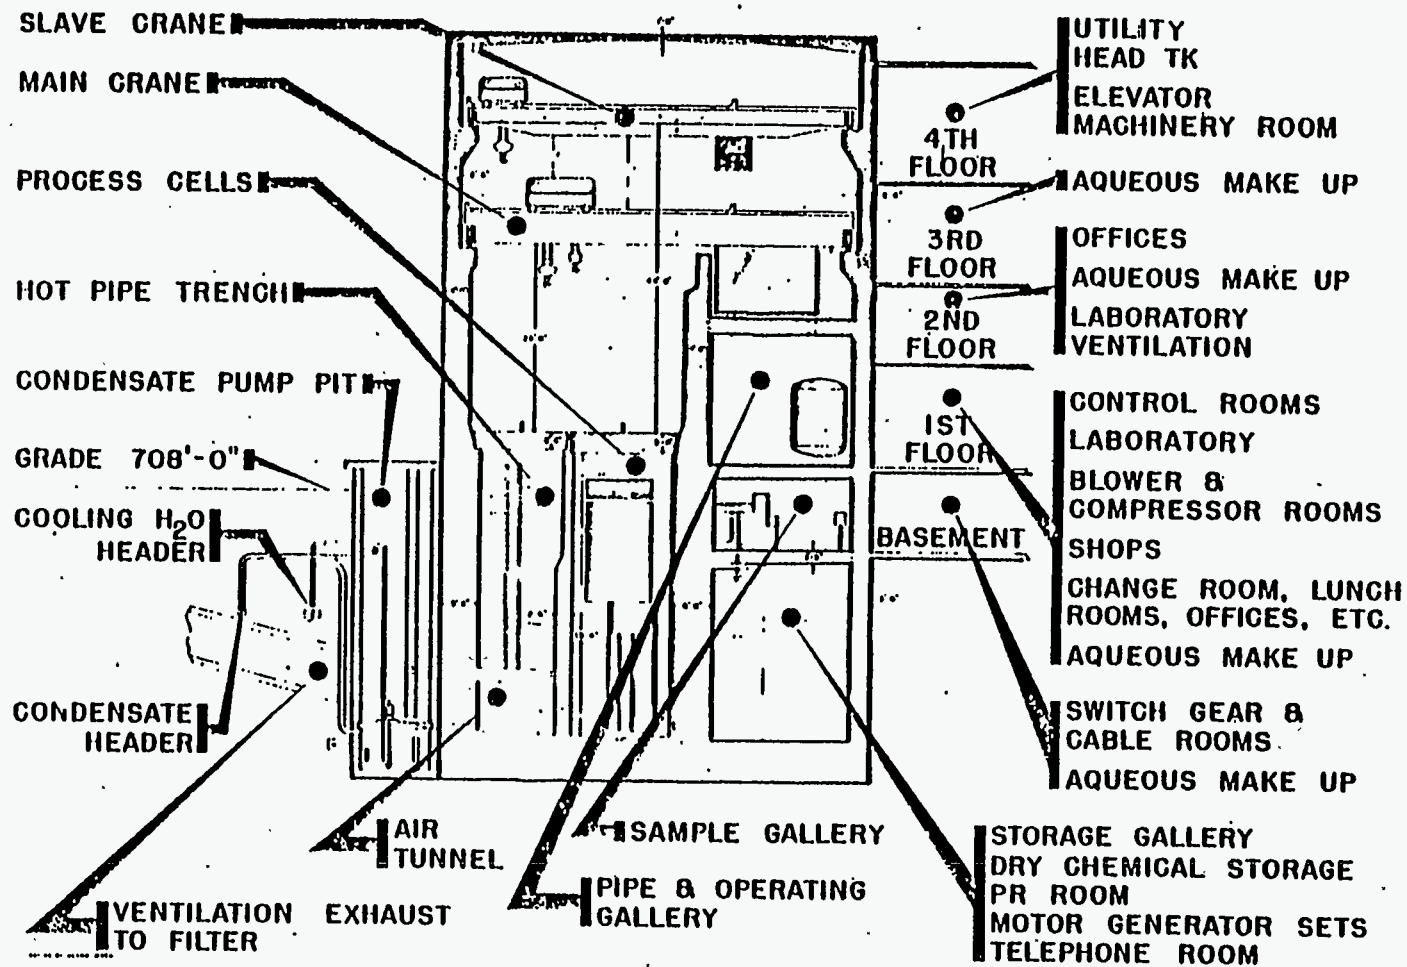 SLAVE CRANE
MAIN CRANE
PROCESS CELLS
HOT PIPE TRENCH
CONDENSATE PUMP PIT
GRADE 708'-0"
COOLING H₂O
HEADER
CONDENSATE
HEADER
VENTILATION EXHAUST
TO FILTER
AIR
TUNNEL
SAMPLE GALLERY
PIPE & OPERATING
GALLERY
4TH
FLOOR
3RD
FLOOR
2ND
FLOOR
1ST
FLOOR
BASEMENT
UTILITY
HEAD TK
ELEVATOR
MACHINERY ROOM
AQUEOUS MAKE UP
OFFICES
AQUEOUS MAKE UP
LABORATORY
VENTILATION
CONTROL ROOMS
LABORATORY
BLOWER &
COMPRESSOR ROOMS
SHOPS
CHANGE ROOM, LUNCH
ROOMS, OFFICES, ETC.
AQUEOUS MAKE UP
SWITCH GEAR &
CABLE ROOMS
AQUEOUS MAKE UP
STORAGE GALLERY
DRY CHEMICAL STORAGE
PR ROOM
MOTOR GENERATOR SETS
TELEPHONE ROOM